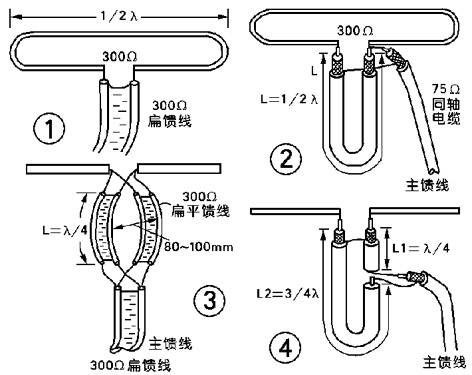 1/2λ
300Ω
300Ω
扁馈线
①
300Ω
L
L=1/2λ
75Ω
同轴
电缆
主馈线
②
300Ω
扁平馈线
L=λ/4
80~100mm
③
主馈线
300Ω扁馈线
L1=λ/4
L2=3/4λ
④
主馈线